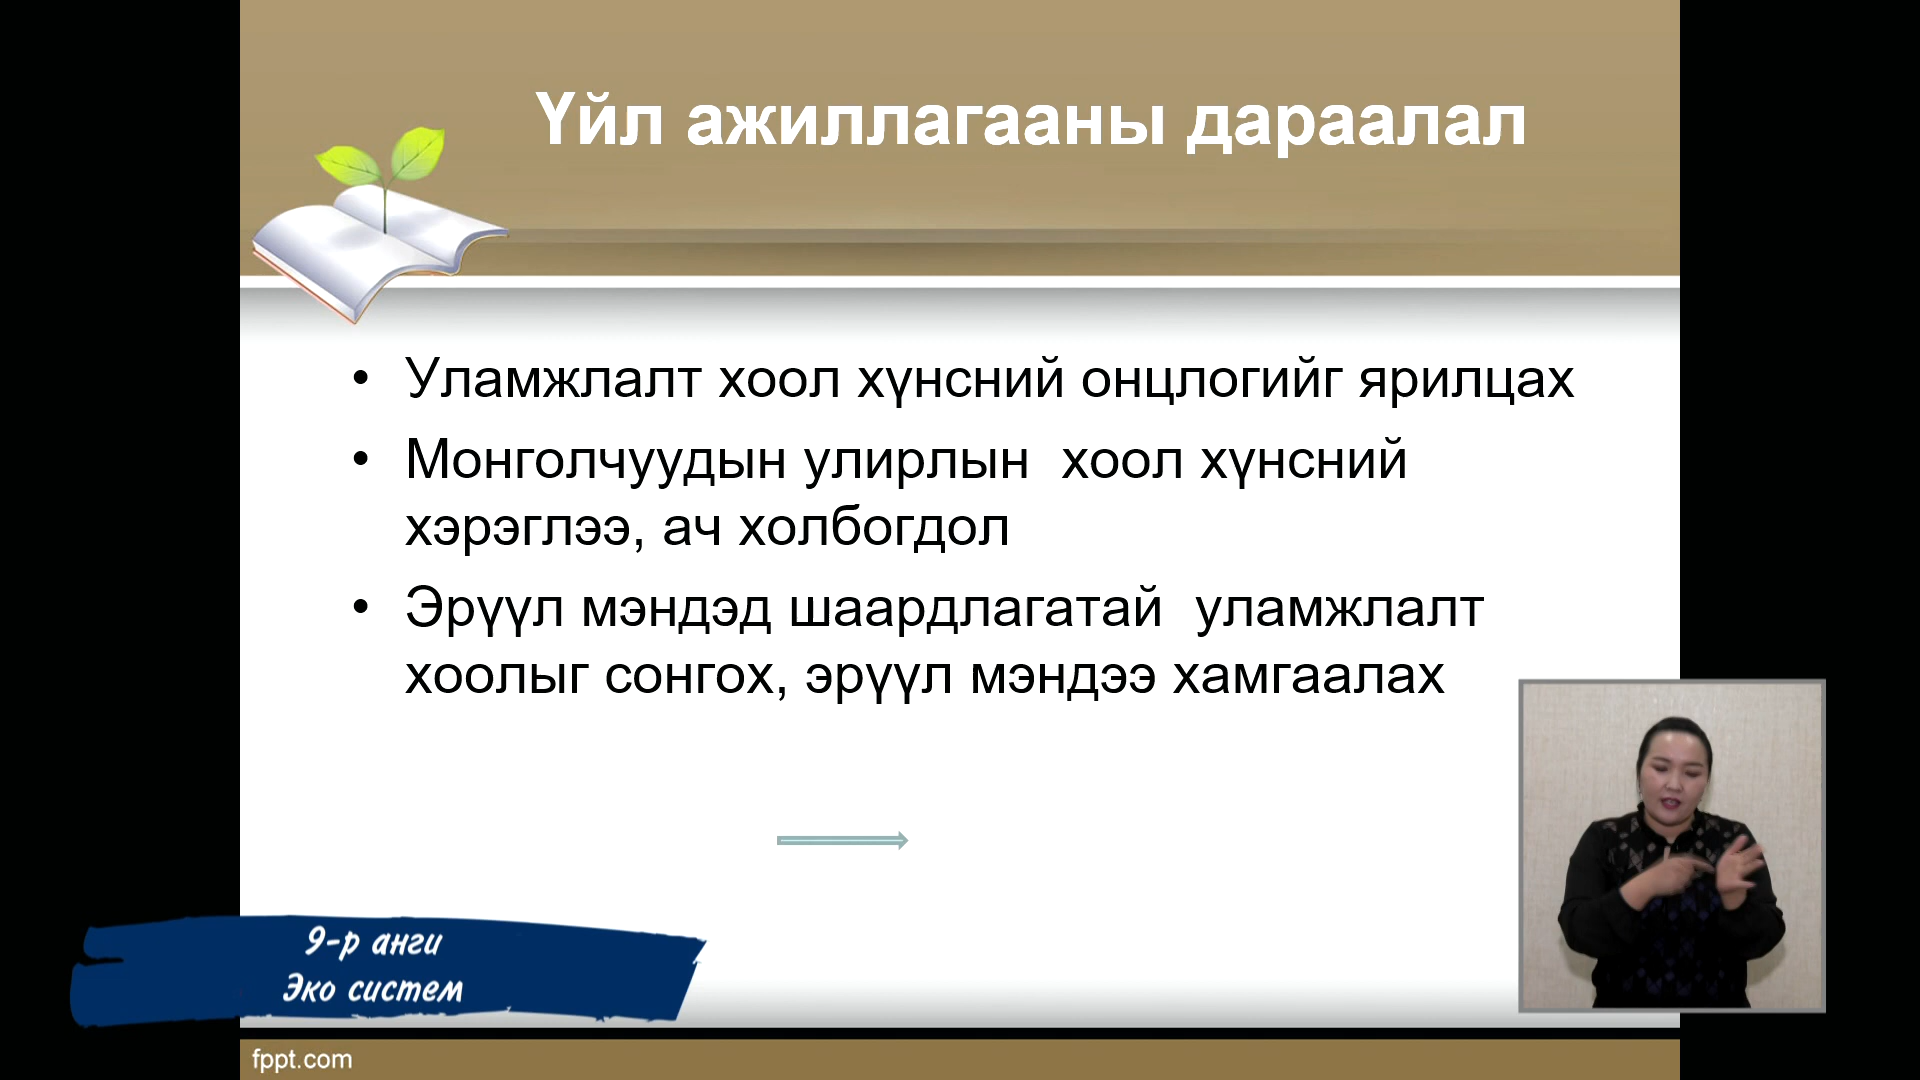 Үйл ажиллагааны дараалал
• Уламжлалт хоол хүнсний онцлогийг ярилцах
• Монголчуудын улирлын хоол хүнсний
хэрэглээ, ач холбогдол
• Эрүүл мэндэд шаардлагатай уламжлалт
хоолыг сонгох, эрүүл мэндээ хамгаалах
9-р анги
Эко систем
fppt.com